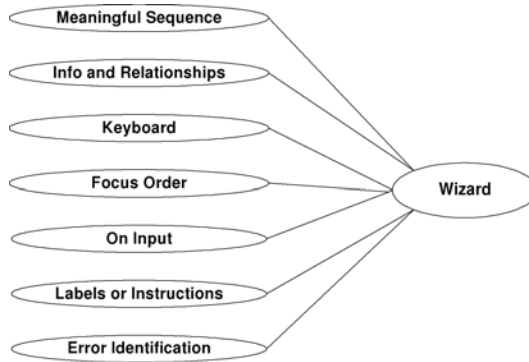 Meaningful Sequence
Info and Relationships
Keyboard
Focus Order
Wizard
On Input
Labels or Instructions
Error Identification